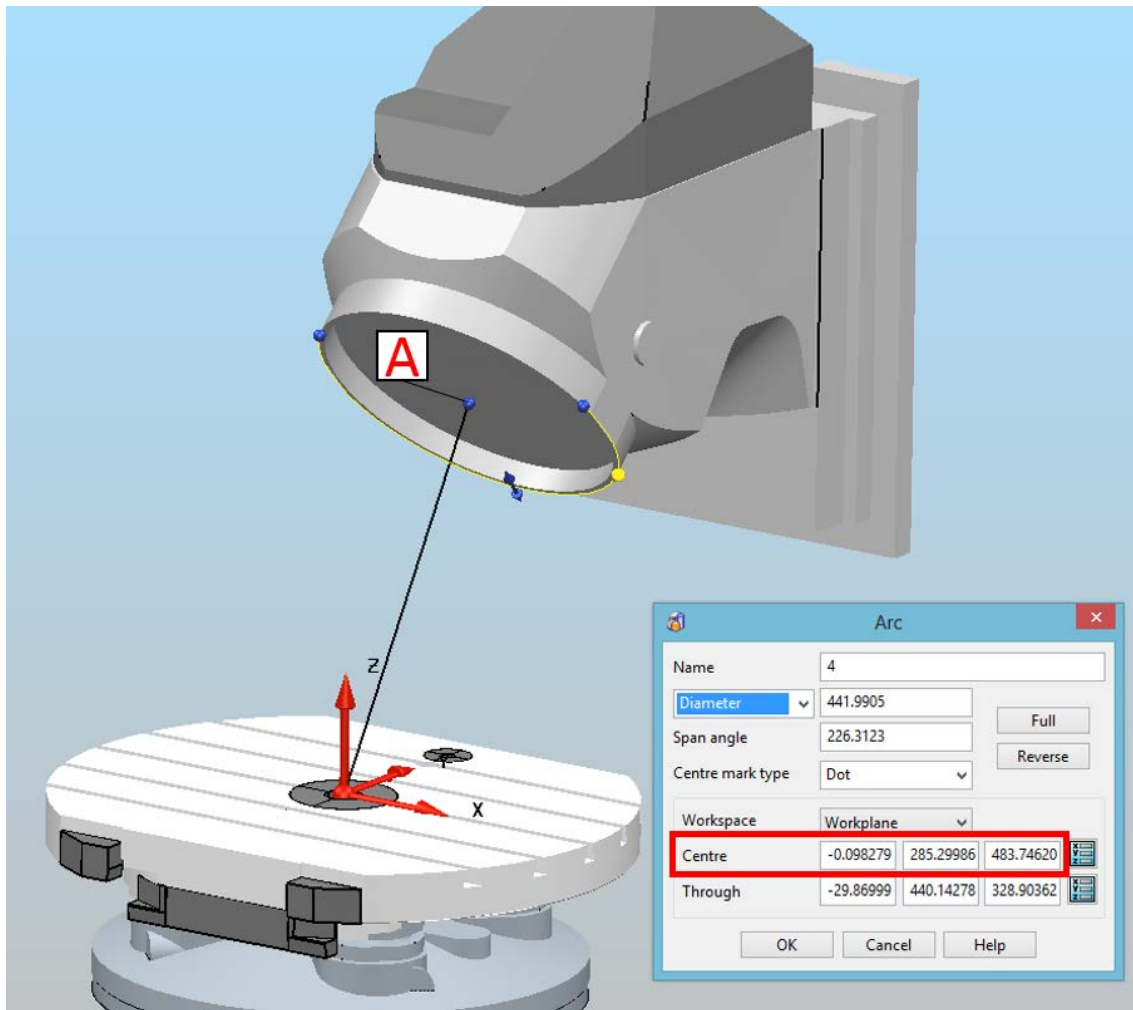 A
Z
X
Arc
Name 4
Diameter 441.9905
Full
Span angle 226.3123
Reverse
Centre mark type Dot
Workspace Workplane
Centre -0.098279 285.29986 483.74620
Through -29.86999 440.14278 328.90362
OK Cancel Help